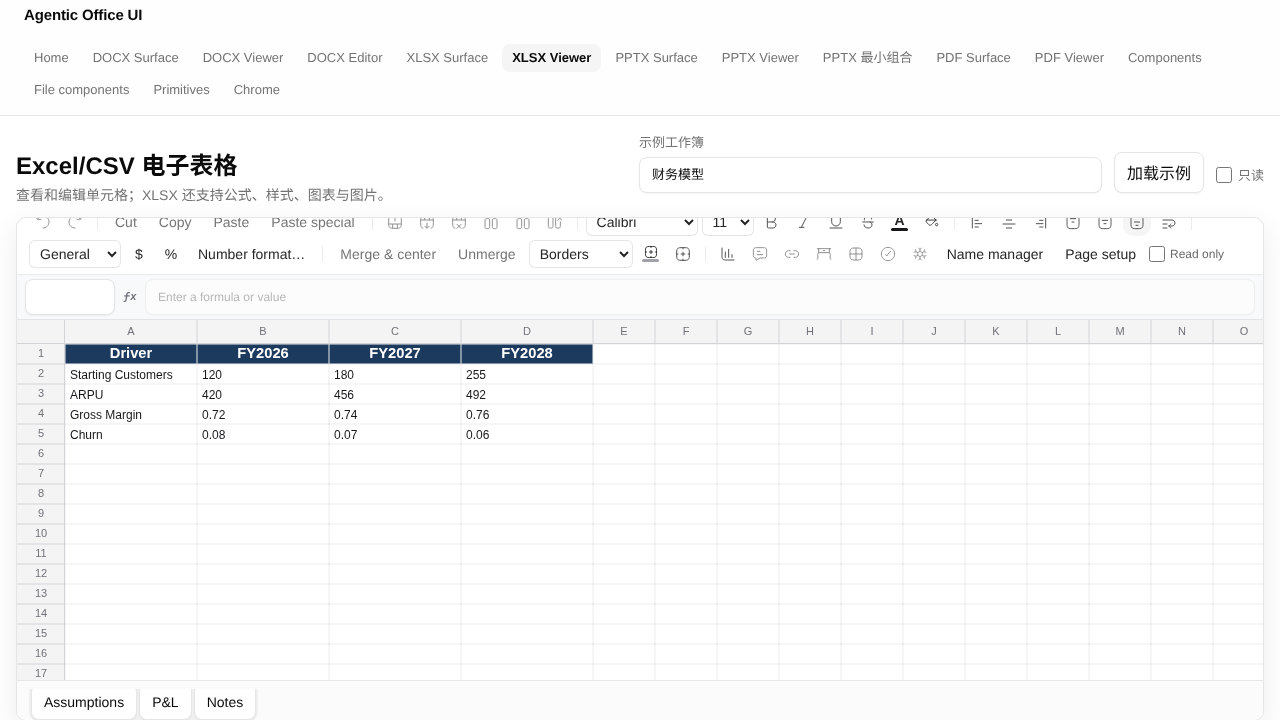 Agentic Office UI
Home DOCX Surface DOCX Viewer DOCX Editor XLSX Surface XLSX Viewer PPTX Surface PPTX Viewer PPTX 最小组合 PDF Surface PDF Viewer Components
File components Primitives Chrome
示例工作簿
Excel/CSV 电子表格
财务模型 加载示例 只读
查看和编辑单元格；XLSX 还支持公式、样式、图表与图片。
Cut Copy Paste Paste special Calibri 11 B I U S A
General $ % Number format… Merge & center Unmerge Borders Name manager Page setup Read only
ƒx Enter a formula or value
A B C D E F G H I J K L M N O
1 Driver FY2026 FY2027 FY2028
2 Starting Customers 120 180 255
3 ARPU 420 456 492
4 Gross Margin 0.72 0.74 0.76
5 Churn 0.08 0.07 0.06
6
7
8
9
10
11
12
13
14
15
16
17
Assumptions P&L Notes